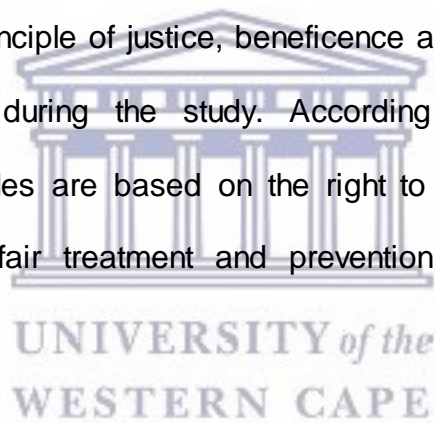 nciple of justice, beneficence a
during the study. According
les are based on the right to
fair treatment and prevention
UNIVERSITY of the
WESTERN CAPE